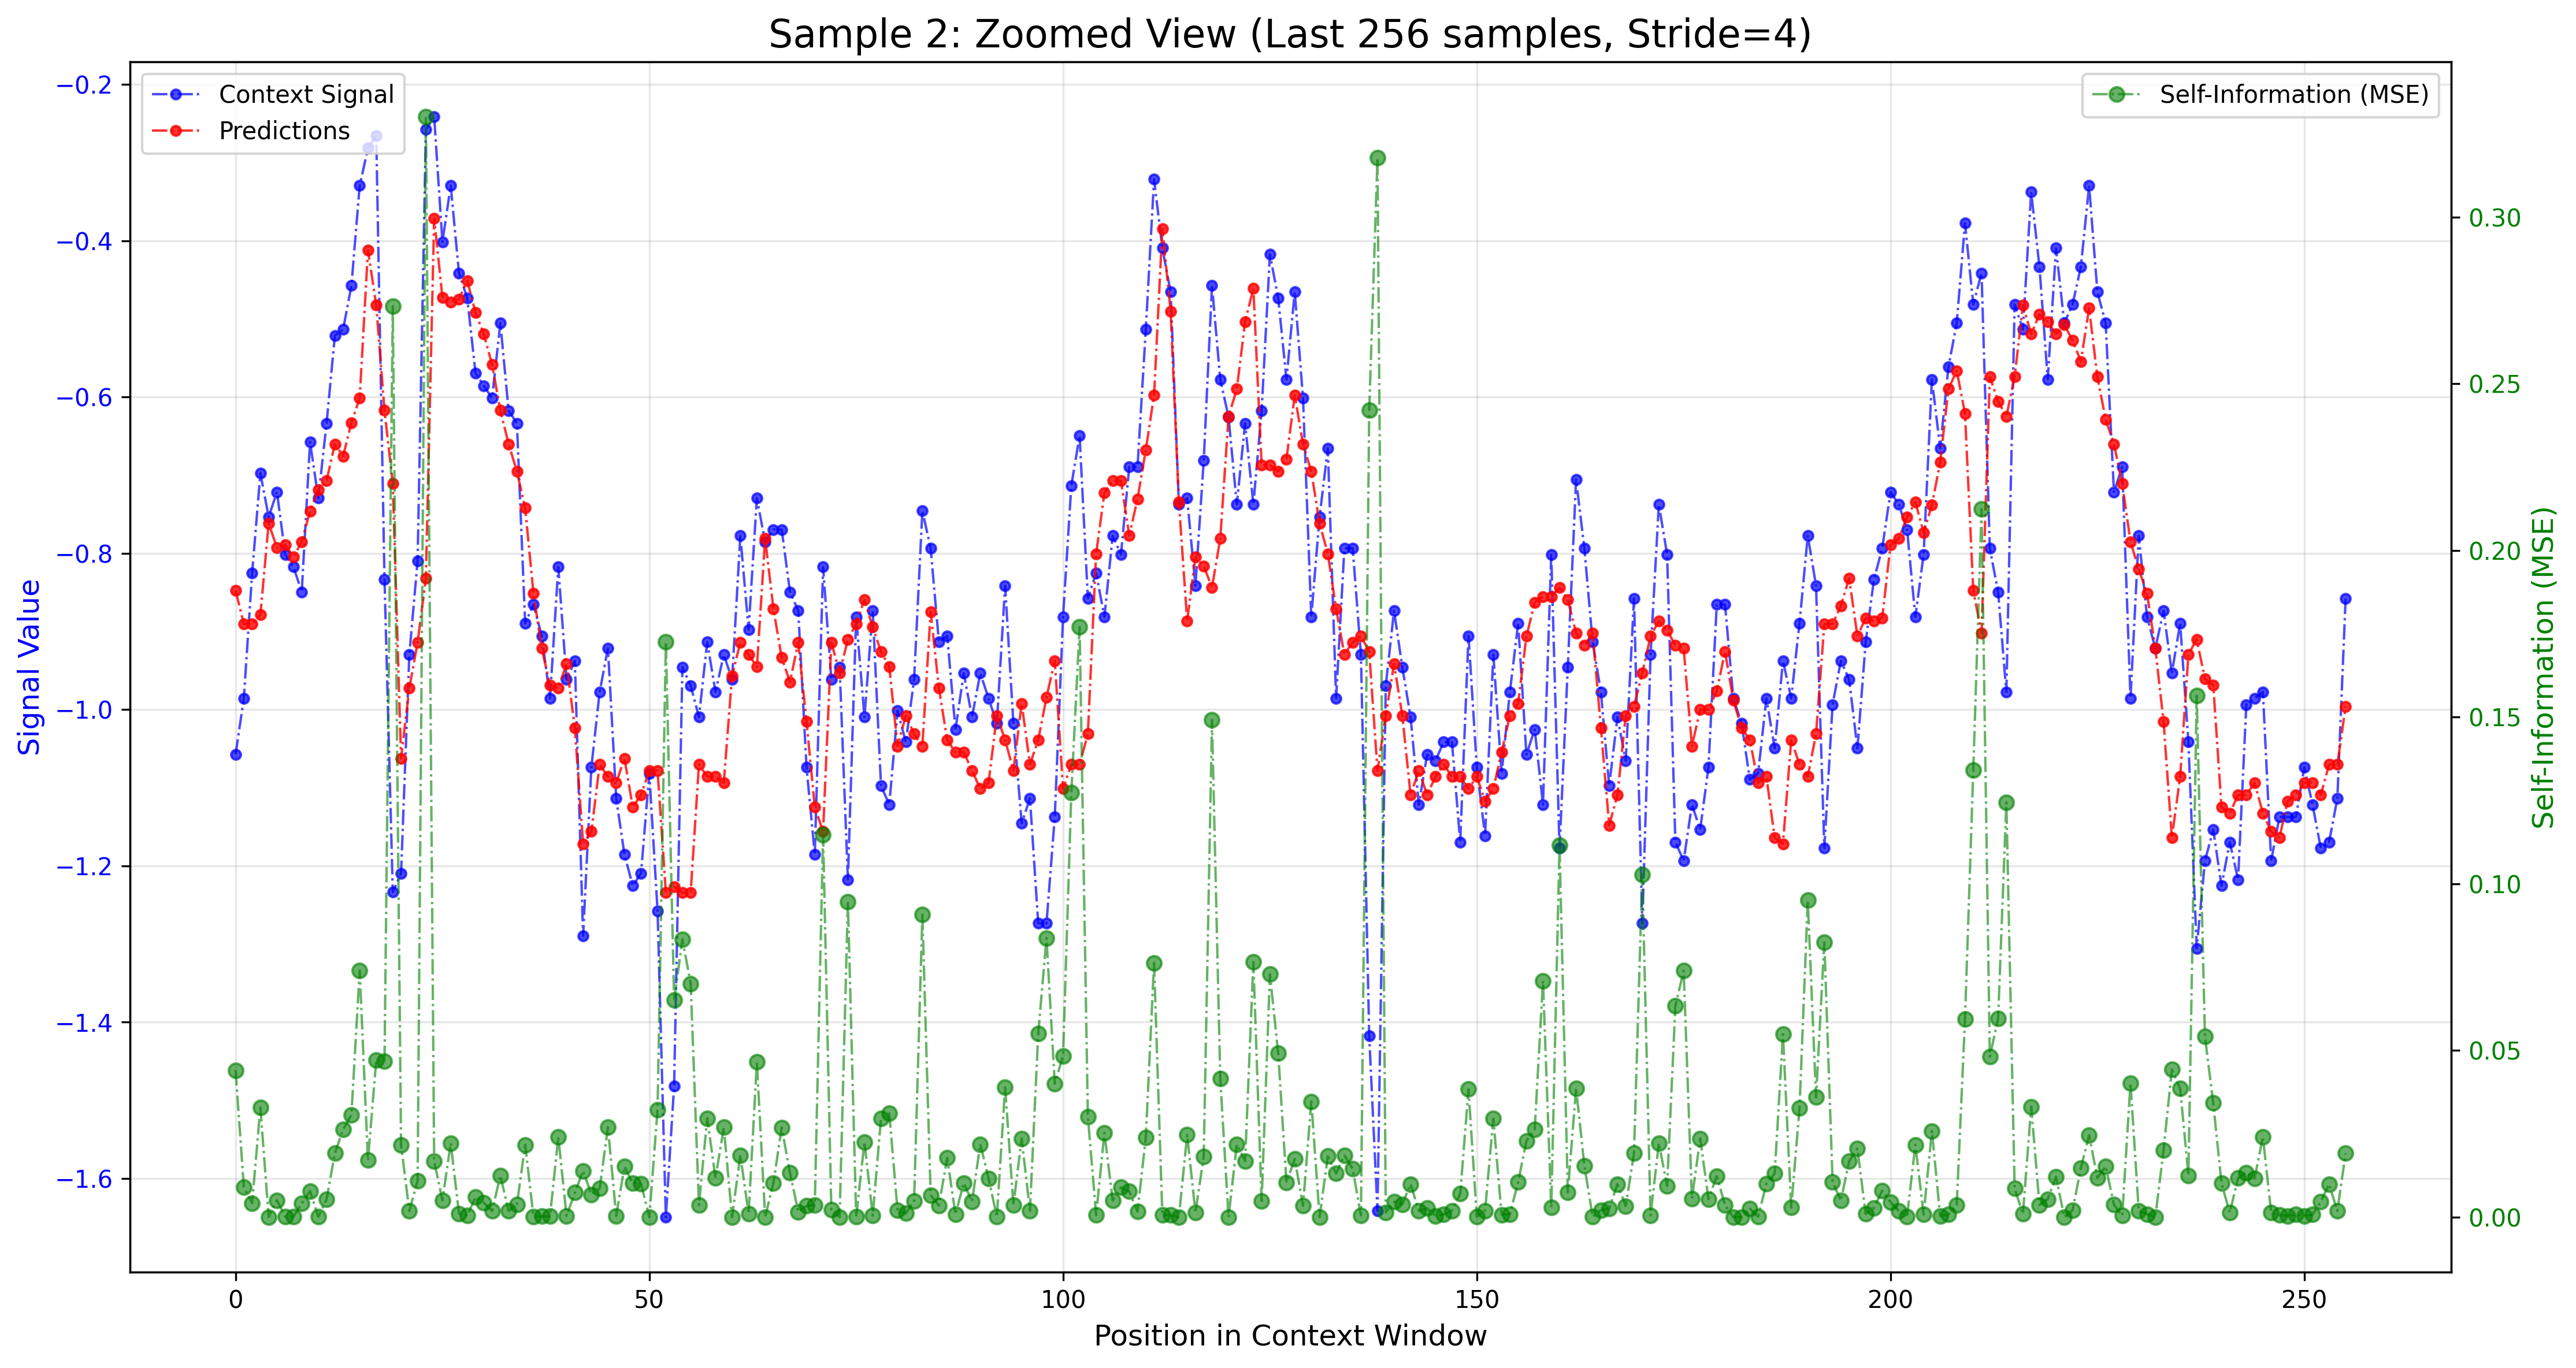 Sample 2: Zoomed View (Last 256 samples, Stride=4)
Context Signal
Predictions
Self-Information (MSE)
−0.2
−0.4
−0.6
−0.8
−1.0
−1.2
−1.4
−1.6
Signal Value
0.30
0.25
0.20
0.15
0.10
0.05
0.00
Self-Information (MSE)
0 50 100 150 200 250
Position in Context Window